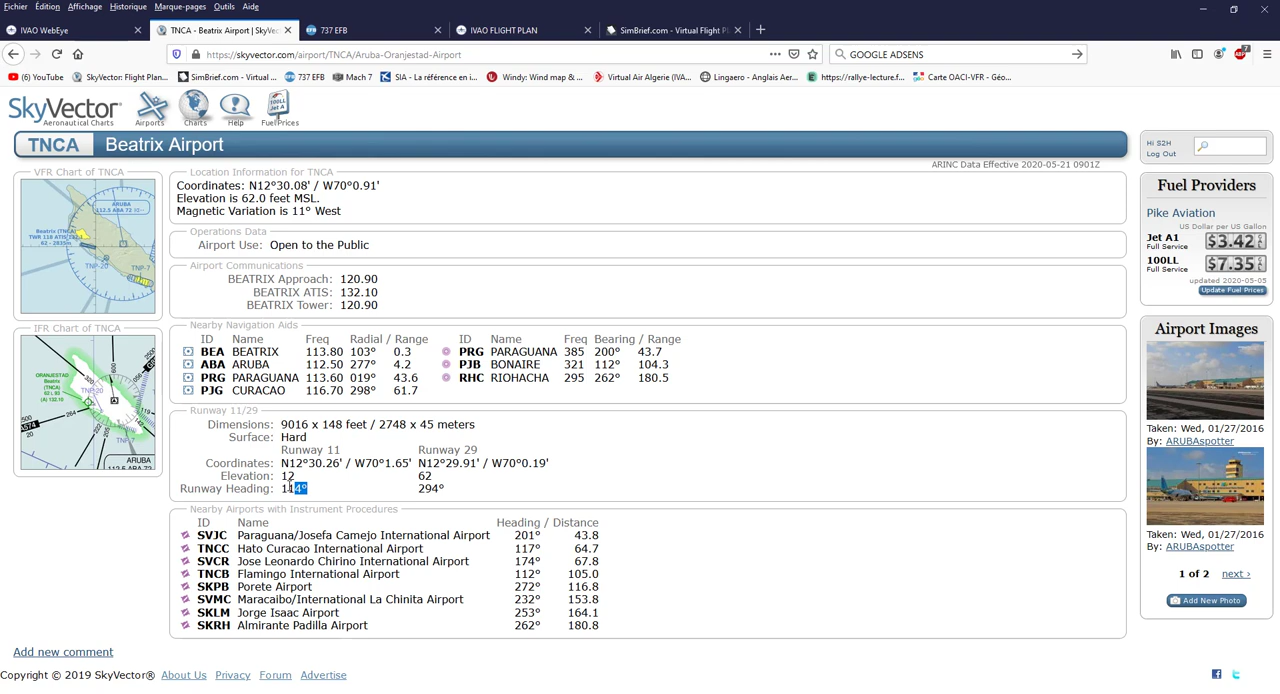 Fichier Édition Affichage Historique Marque-pages Outils Aide
IVAO WebEye
TNCA - Beatrix Airport | SkyVec
737 EFB
IVAO FLIGHT PLAN
SimBrief.com - Virtual Flight Pl
https://skyvector.com/airport/TNCA/Aruba-Oranjestad-Airport
GOOGLE ADSENS
(6) YouTube SkyVector: Flight Plan... SimBrief.com - Virtual ... 737 EFB Mach 7 SIA - La référence en i... Windy: Wind map & ... Virtual Air Algerie (IVA... Lingaero - Anglais Aer... https://rallye-lecture.f... Carte OACI-VFR - Géo...
SkyVector
Aeronautical Charts
Airports Charts Help Fuel Prices
TNCA Beatrix Airport
Hi S2H
Log Out
ARINC Data Effective 2020-05-21 0901Z
VFR Chart of TNCA
IFR Chart of TNCA
Location Information for TNCA
Coordinates: N12°30.08' / W70°0.91'
Elevation is 62.0 feet MSL.
Magnetic Variation is 11° West
Operations Data
Airport Use: Open to the Public
Airport Communications
BEATRIX Approach: 120.90
BEATRIX ATIS: 132.10
BEATRIX Tower: 120.90
Nearby Navigation Aids
ID Name Freq Radial / Range ID Name Freq Bearing / Range
BEA BEATRIX 113.80 103° 0.3 PRG PARAGUANA 385 200° 43.7
ABA ARUBA 112.50 277° 4.2 PJB BONAIRE 321 112° 104.3
PRG PARAGUANA 113.60 019° 43.6 RHC RIOHACHA 295 262° 180.5
PJG CURACAO 116.70 298° 61.7
Runway 11/29
Dimensions: 9016 x 148 feet / 2748 x 45 meters
Surface: Hard
Runway 11 Runway 29
Coordinates: N12°30.26' / W70°1.65' N12°29.91' / W70°0.19'
Elevation: 12 62
Runway Heading: 114° 294°
Nearby Airports with Instrument Procedures
ID Name Heading / Distance
SVJC Paraguana/Josefa Camejo International Airport 201° 43.8
TNCC Hato Curacao International Airport 117° 64.7
SVCR Jose Leonardo Chirino International Airport 174° 67.8
TNCB Flamingo International Airport 112° 105.0
SKPB Porete Airport 272° 116.8
SVMC Maracaibo/International La Chinita Airport 232° 153.8
SKLM Jorge Isaac Airport 253° 164.1
SKRH Almirante Padilla Airport 262° 180.8
Fuel Providers
Pike Aviation
US Dollar per US Gallon
Jet A1 $3.42
Full Service
100LL $7.35
Full Service
updated 2020-05-05
Update Fuel Prices
Airport Images
Taken: Wed, 01/27/2016
By: ARUBAspotter
Taken: Wed, 01/27/2016
By: ARUBAspotter
1 of 2 next ›
Add New Photo
Add new comment
Copyright © 2019 SkyVector® About Us Privacy Forum Advertise